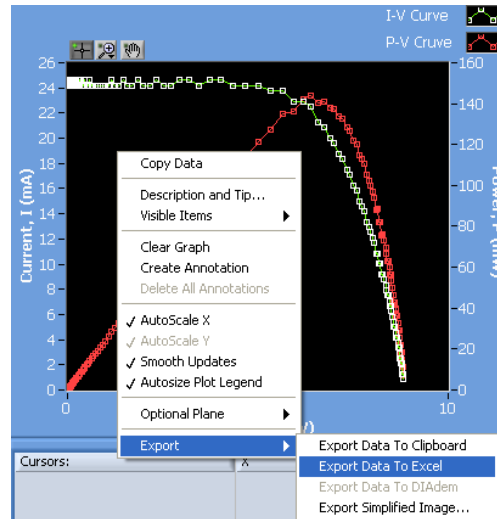 I-V Curve
P-V Cruve
26
24
22
20
18
16
14
12
10
8
6
4
2
0
Current, I (mA)
160
140
120
100
80
60
40
20
0
0
10
Copy Data
Description and Tip...
Visible Items
Clear Graph
Create Annotation
Delete All Annotations
AutoScale X
AutoScale Y
Smooth Updates
Autosize Plot Legend
Optional Plane
Export
Export Data To Clipboard
Export Data To Excel
Export Data To DIAdem
Export Simplified Image...
Cursors:
X